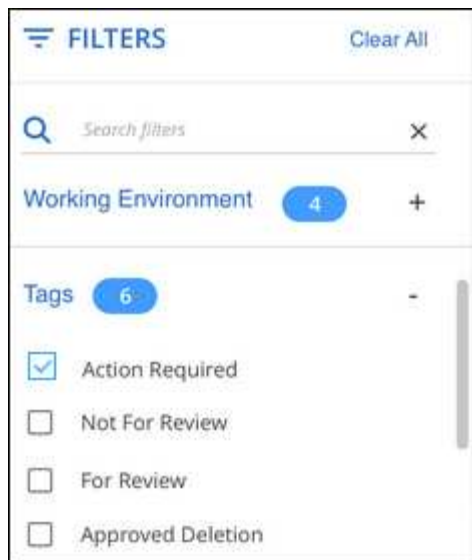 FILTERS Clear All
Search filters ×
Working Environment 4 +
Tags 6 -
Action Required
Not For Review
For Review
Approved Deletion